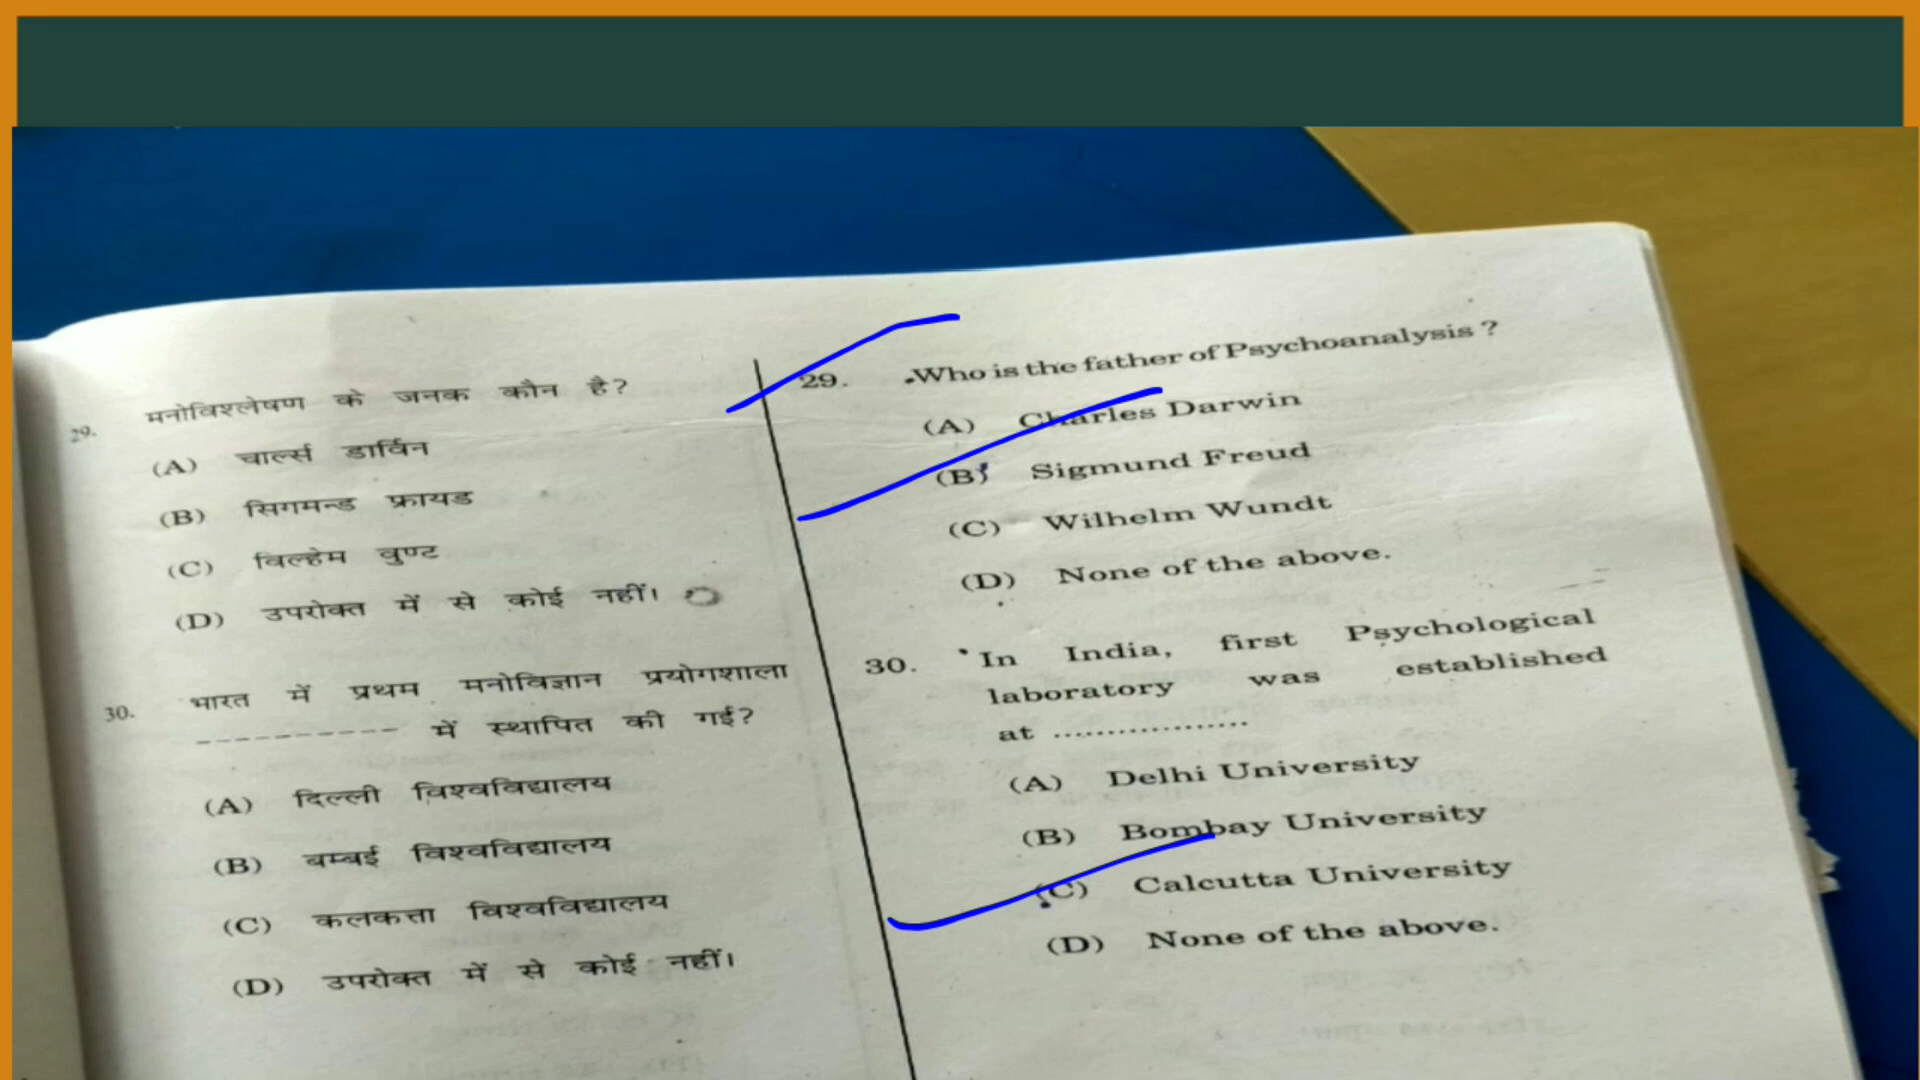 29. मनोविश्लेषण के जनक कौन है?
(A) चार्ल्स डार्विन
(B) सिगमन्ड फ्रायड
(C) विल्हेम वुण्ट
(D) उपरोक्त में से कोई नहीं।
30. भारत में प्रथम मनोविज्ञान प्रयोगशाला
---------- में स्थापित की गई?
(A) दिल्ली विश्वविद्यालय
(B) बम्बई विश्वविद्यालय
(C) कलकत्ता विश्वविद्यालय
(D) उपरोक्त में से कोई नहीं।
29. Who is the father of Psychoanalysis ?
(A) Charles Darwin
(B) Sigmund Freud
(C) Wilhelm Wundt
(D) None of the above.
30. In India, first Psychological
laboratory was established
at ..................
(A) Delhi University
(B) Bombay University
(C) Calcutta University
(D) None of the above.